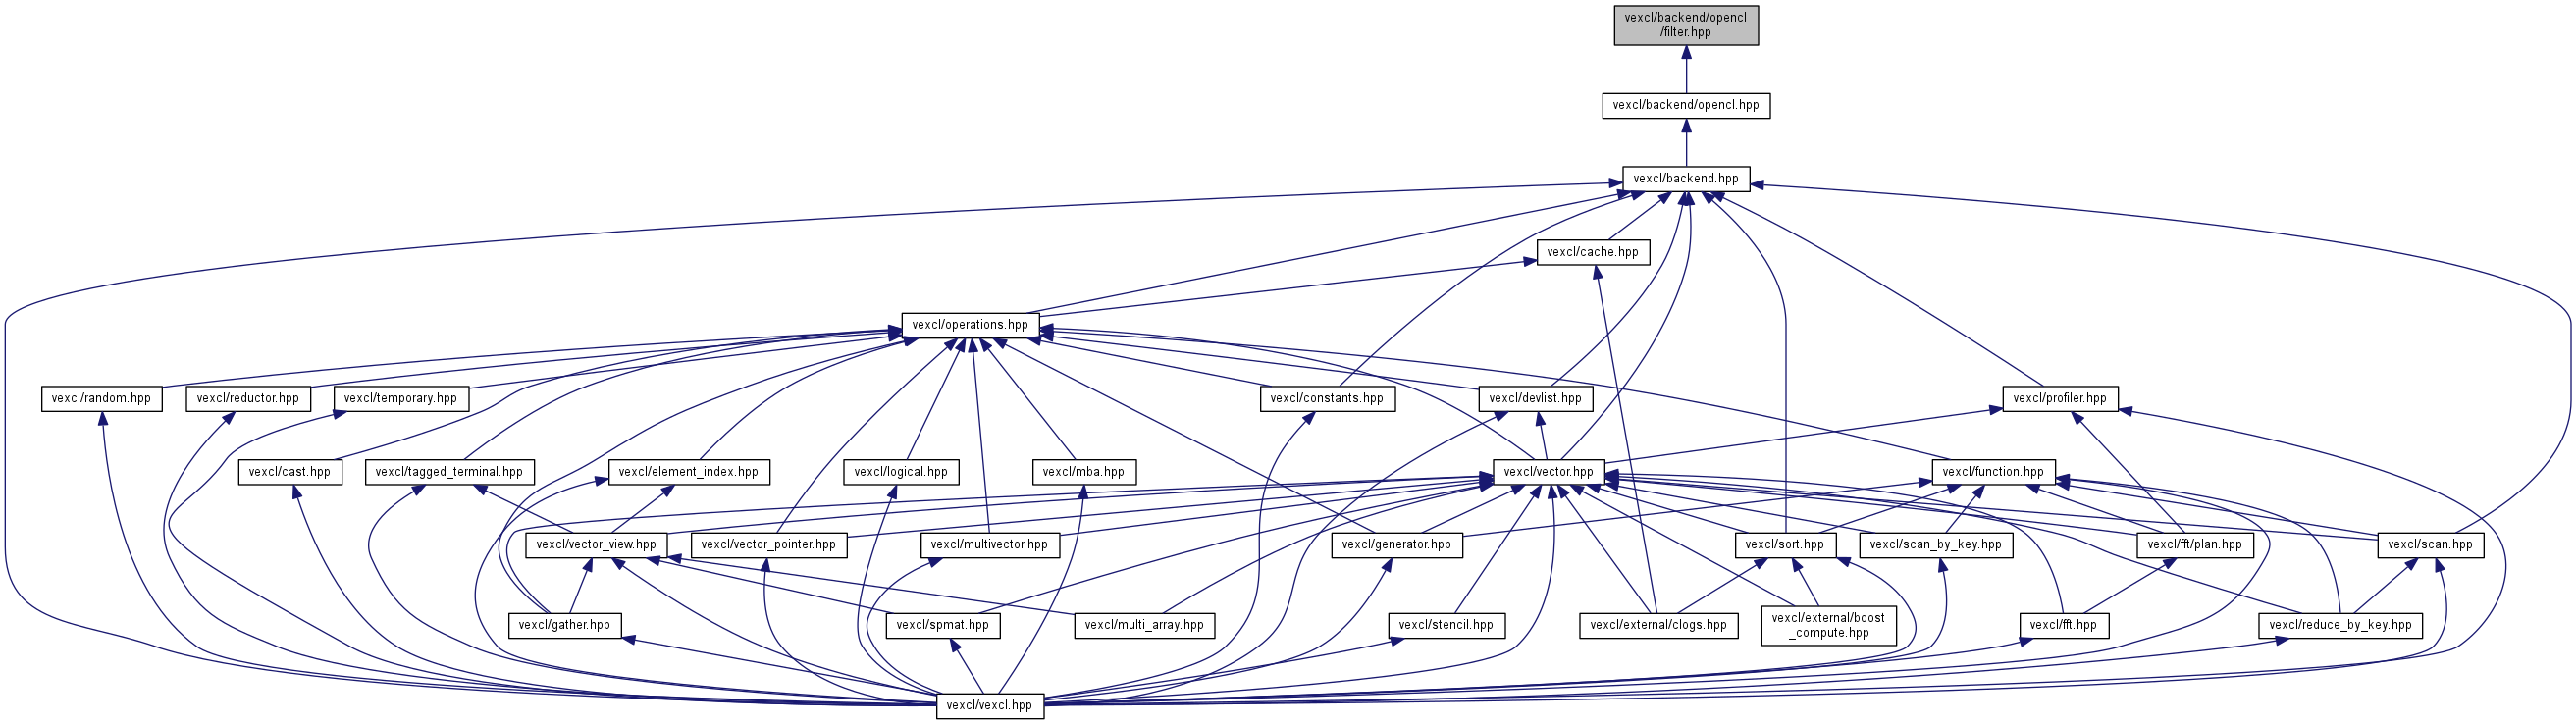 vexcl/backend/opencl
/filter.hpp
vexcl/backend/opencl.hpp
vexcl/backend.hpp
vexcl/cache.hpp
vexcl/operations.hpp
vexcl/random.hpp
vexcl/reductor.hpp
vexcl/temporary.hpp
vexcl/constants.hpp
vexcl/devlist.hpp
vexcl/profiler.hpp
vexcl/cast.hpp
vexcl/tagged_terminal.hpp
vexcl/element_index.hpp
vexcl/logical.hpp
vexcl/mba.hpp
vexcl/vector.hpp
vexcl/function.hpp
vexcl/vector_view.hpp
vexcl/vector_pointer.hpp
vexcl/multivector.hpp
vexcl/generator.hpp
vexcl/sort.hpp
vexcl/scan_by_key.hpp
vexcl/fft/plan.hpp
vexcl/scan.hpp
vexcl/gather.hpp
vexcl/spmat.hpp
vexcl/multi_array.hpp
vexcl/stencil.hpp
vexcl/external/clogs.hpp
vexcl/external/boost
_compute.hpp
vexcl/fft.hpp
vexcl/reduce_by_key.hpp
vexcl/vexcl.hpp